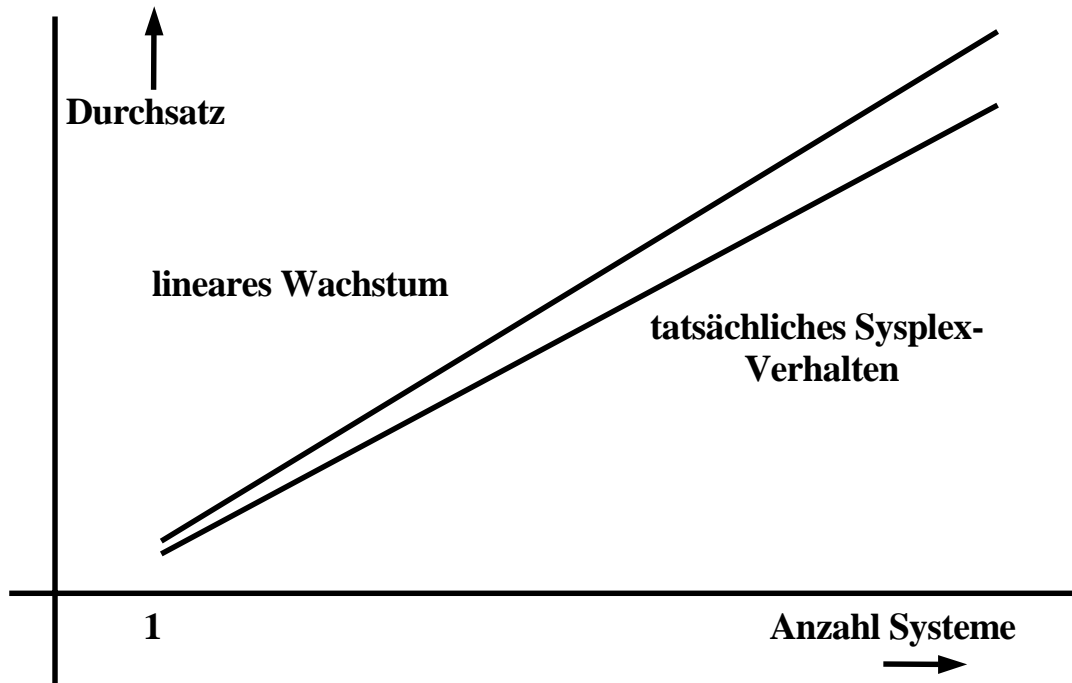 Durchsatz
lineares Wachstum
tatsächliches Sysplex-
Verhalten
1
Anzahl Systeme